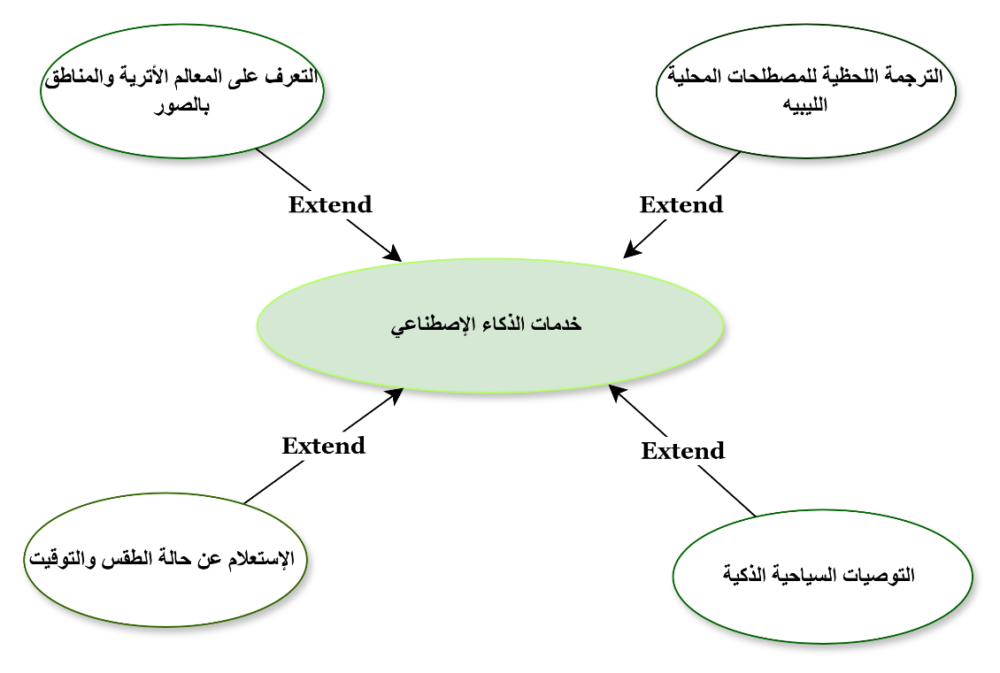 التعرف على المعالم الأثرية والمناطق
بالصور
الترجمة اللحظية للمصطلحات المحلية
الليبيه
Extend
Extend
خدمات الذكاء الإصطناعي
Extend
Extend
الإستعلام عن حالة الطقس والتوقيت
التوصيات السياحية الذكية